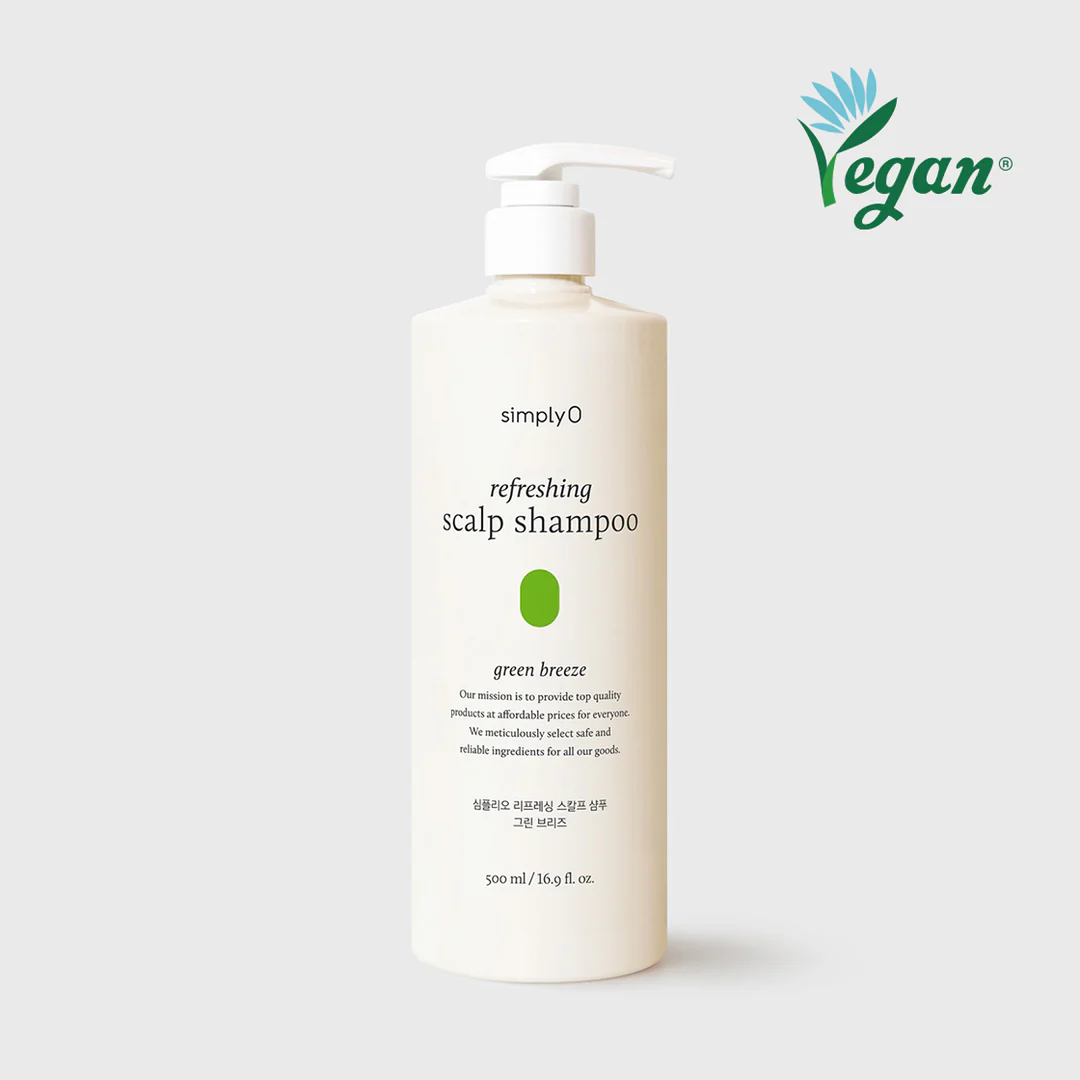 Vegan®
simplyO
refreshing
scalp shampoo
green breeze
Our mission is to provide top quality
products at affordable prices for everyone.
We meticulously select safe and
reliable ingredients for all our goods.
심플리오 리프레싱 스칼프 샴푸
그린 브리즈
500 ml / 16.9 fl. oz.